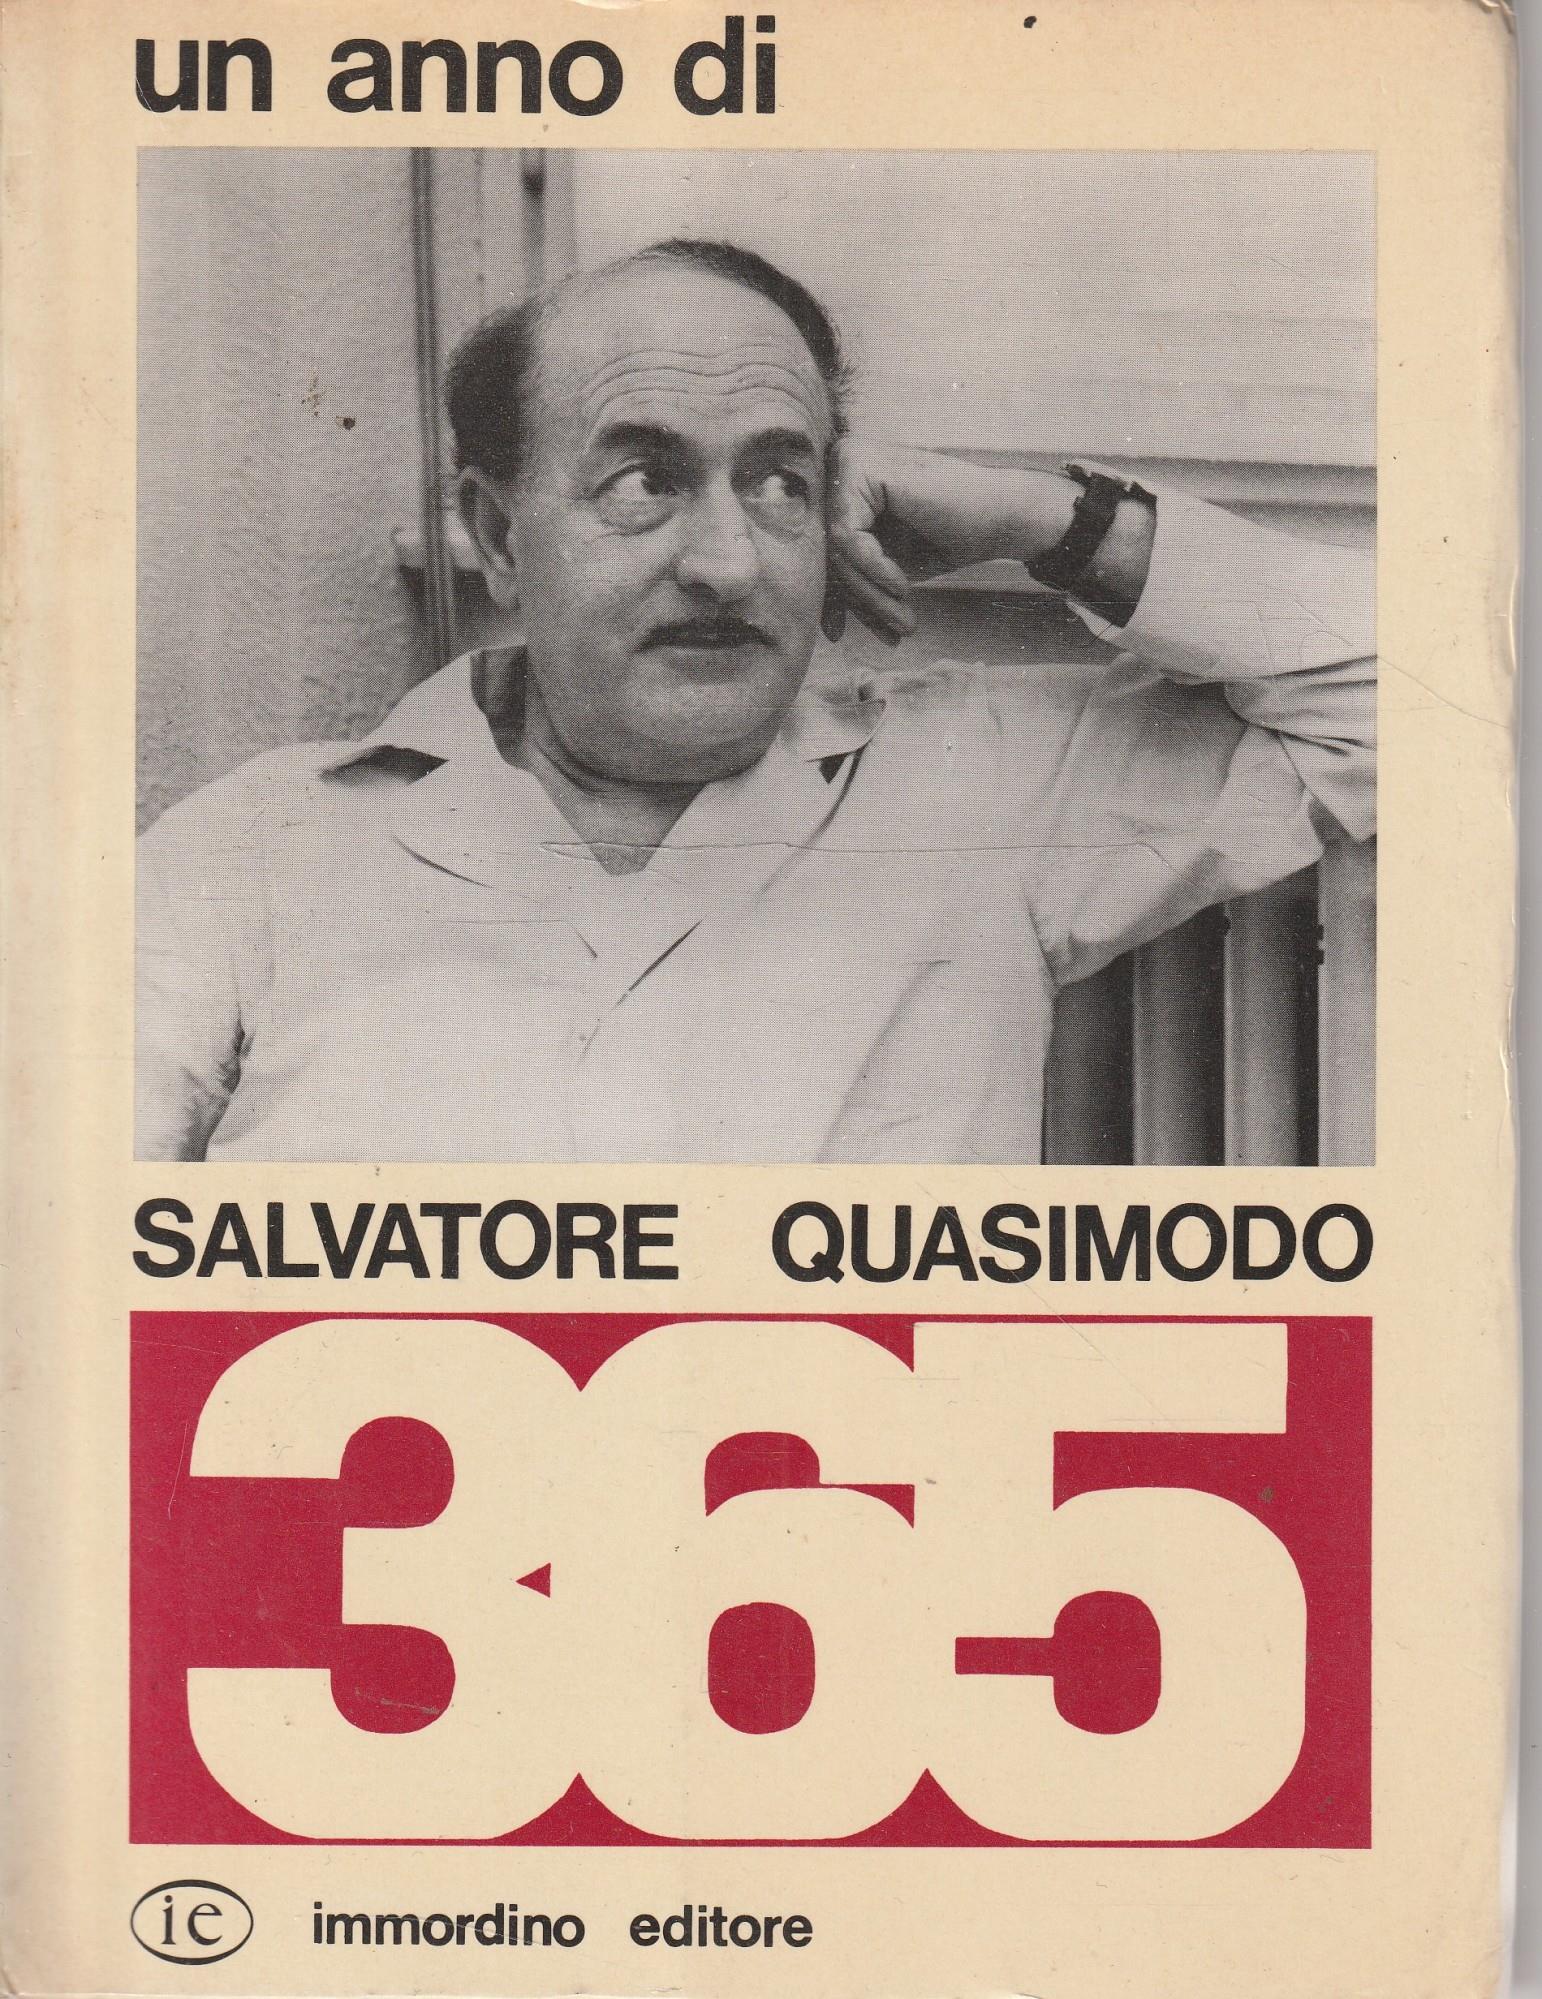 un anno di
SALVATORE QUASIMODO
365
ie immordino editore